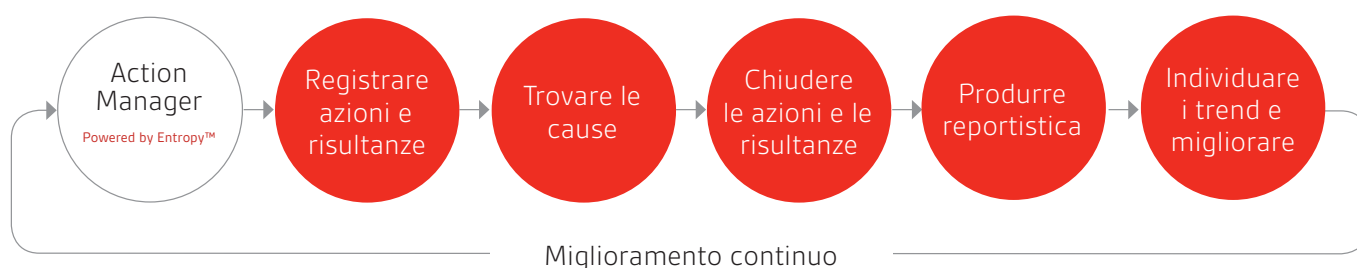 Action
Manager
Powered by Entropy™
Registrare
azioni e
risultanze
Trovare le
cause
Chiudere
le azioni e le
risultanze
Produrre
reportistica
Individuare
i trend e
migliorare
Miglioramento continuo